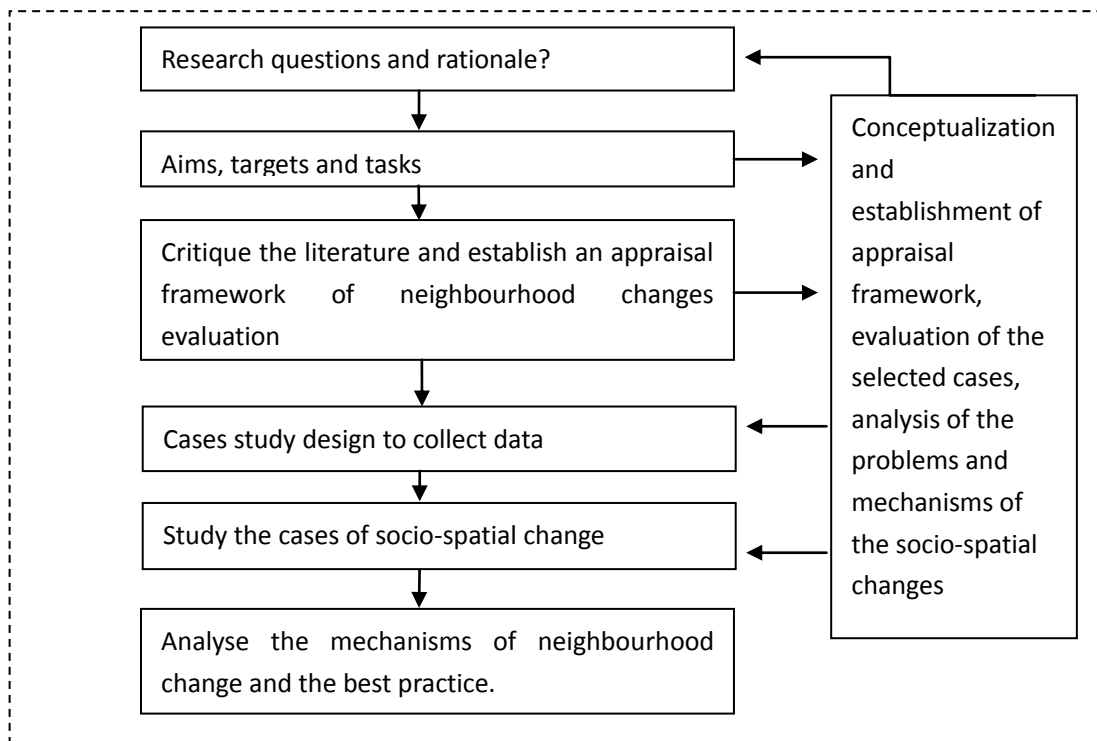 Research questions and rationale?
Aims, targets and tasks
Critique the literature and establish an appraisal
framework of neighbourhood changes
evaluation
Cases study design to collect data
Study the cases of socio-spatial change
Analyse the mechanisms of neighbourhood
change and the best practice.
Conceptualization
and
establishment of
appraisal
framework,
evaluation of the
selected cases,
analysis of the
problems and
mechanisms of
the socio-spatial
changes